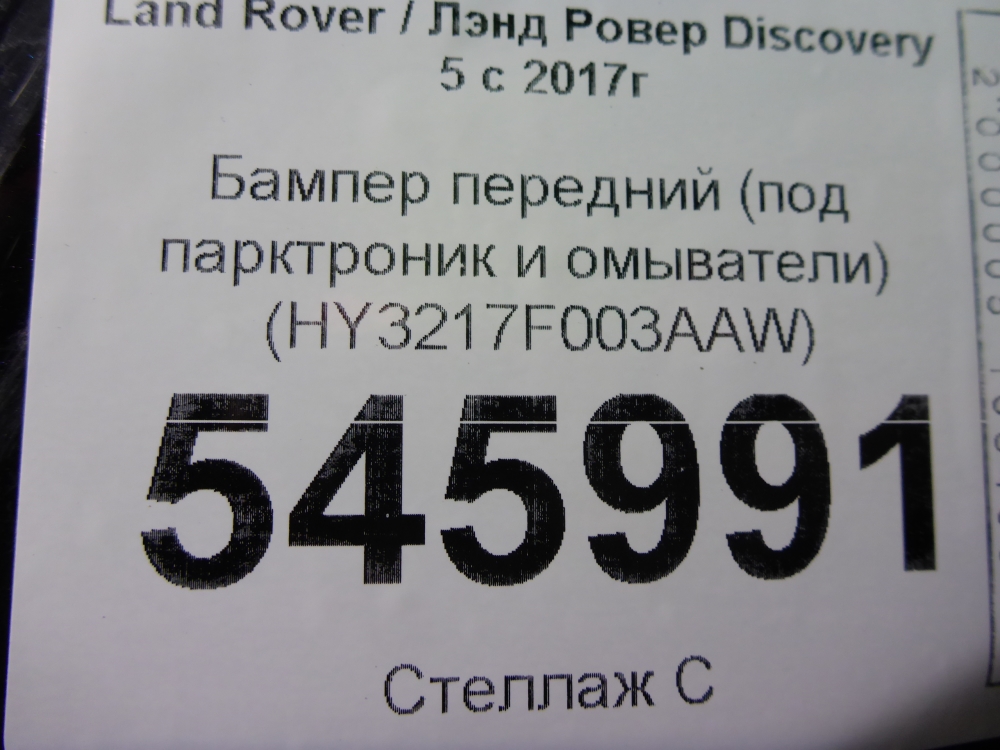 Land Rover / Лэнд Ровер Discovery
5 с 2017г
Бампер передний (под
парктроник и омыватели)
(HY3217F003AAW)
545991
Стеллаж С